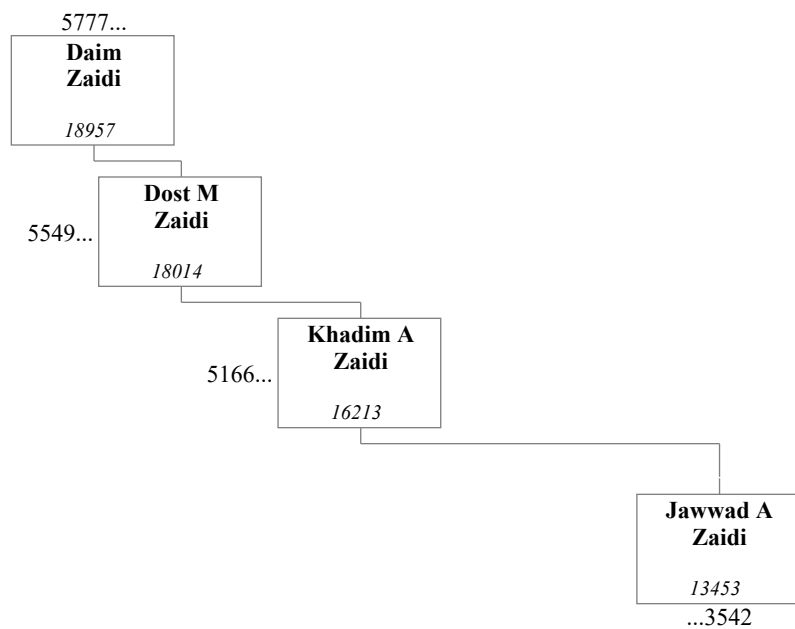 5777...
Daim
Zaidi
18957
Dost M
Zaidi
5549...
18014
Khadim A
Zaidi
5166...
16213
Jawwad A
Zaidi
13453
...3542